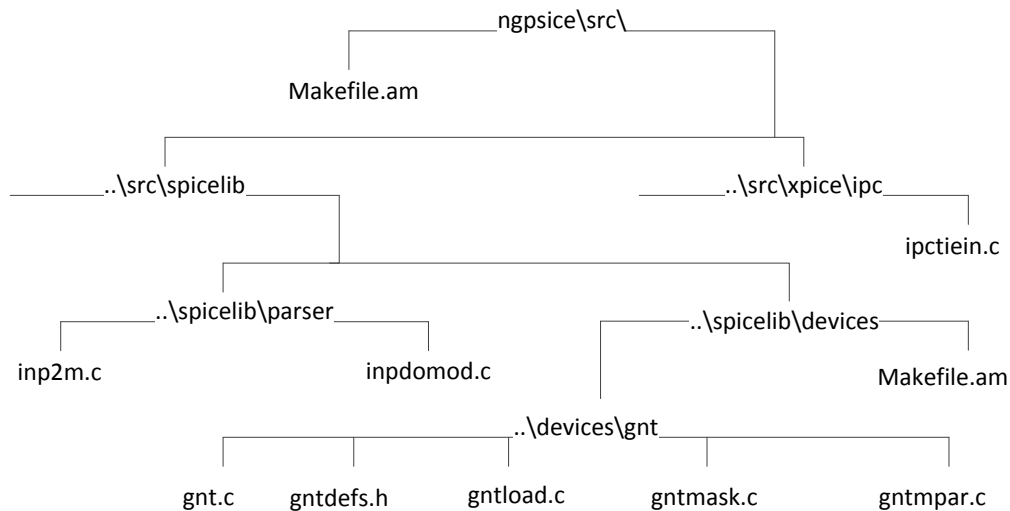 ngpsice\src\
Makefile.am
..\src\spicelib
..\src\xpice\ipc
ipctiein.c
..\spicelib\parser
..\spicelib\devices
inp2m.c
inpdomod.c
Makefile.am
..\devices\gnt
gnt.c
gntdefs.h
gntload.c
gntmask.c
gntmpar.c